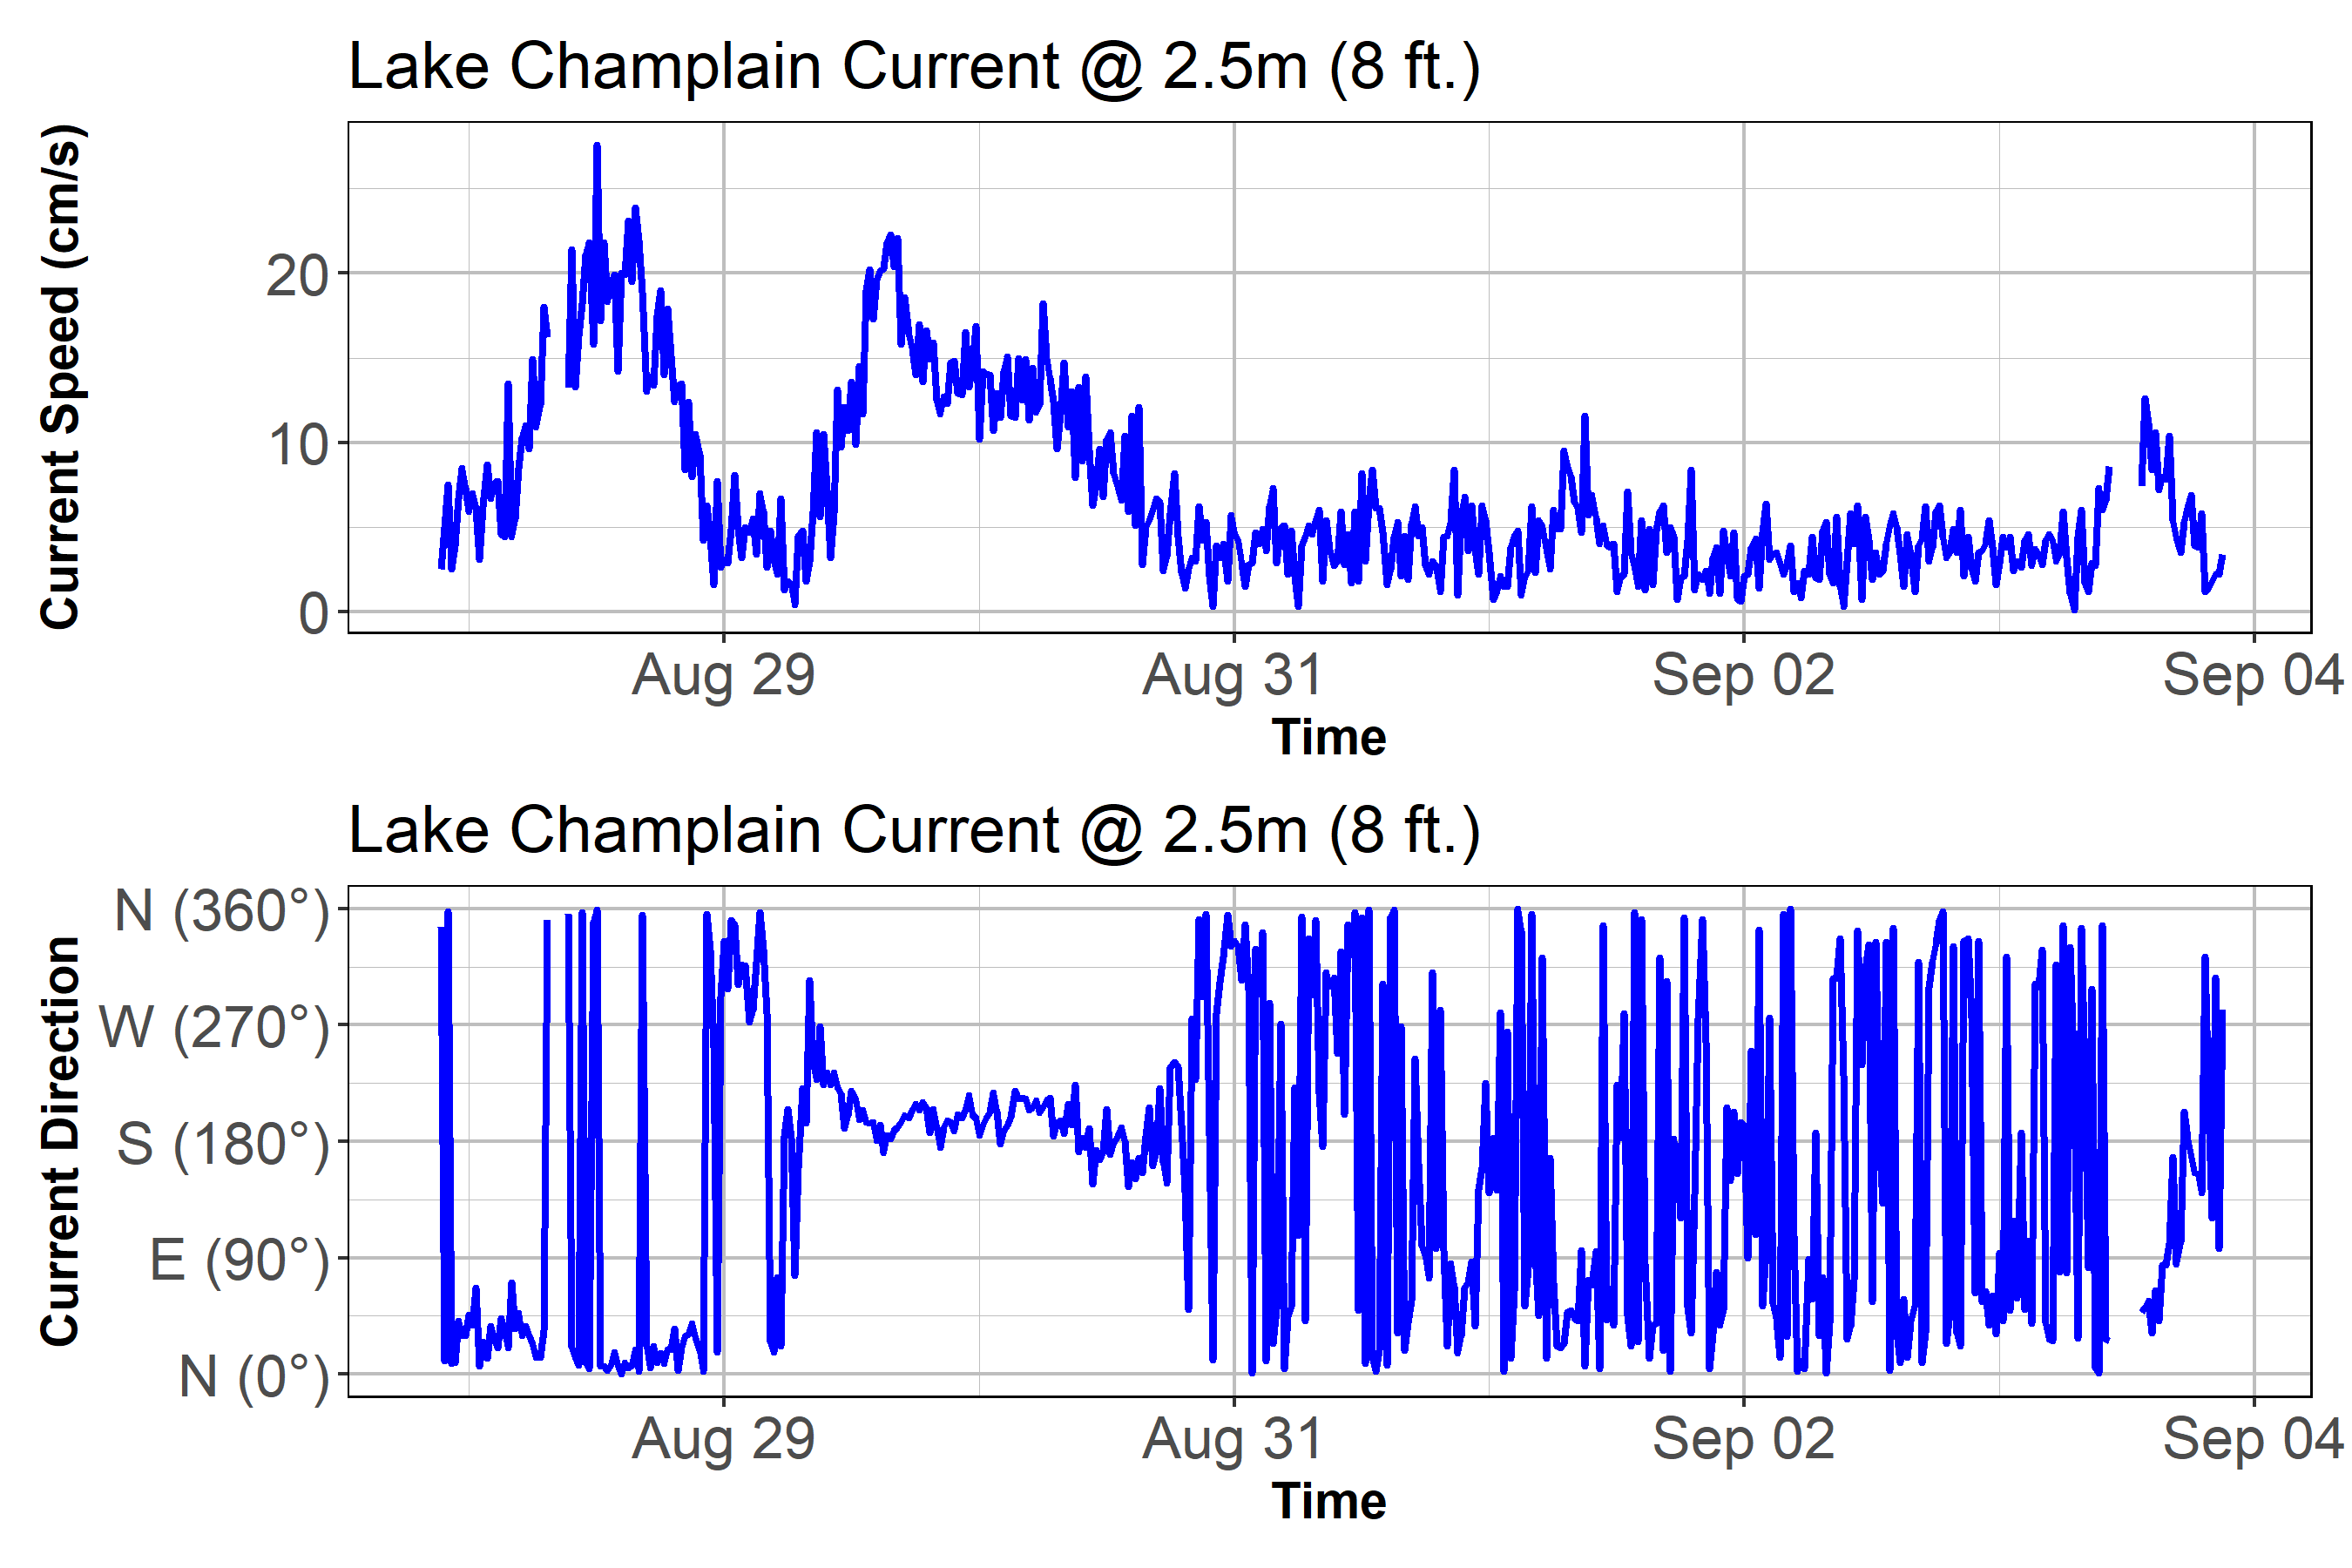 Lake Champlain Current @ 2.5m (8 ft.)
Current Speed (cm/s)
20
10
0
Aug 29 Aug 31 Sep 02 Sep 04
Time
Lake Champlain Current @ 2.5m (8 ft.)
Current Direction
N (360°)
W (270°)
S (180°)
E (90°)
N (0°)
Aug 29 Aug 31 Sep 02 Sep 04
Time